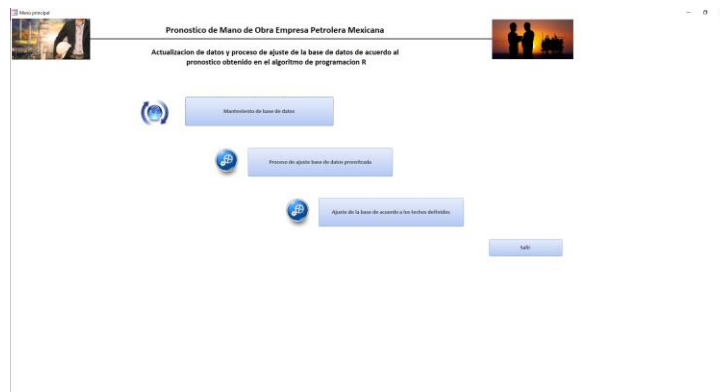 Menú principal
Pronostico de Mano de Obra Empresa Petrolera Mexicana
Actualizacion de datos y proceso de ajuste de la base de datos de acuerdo al
pronostico obtenido en el algoritmo de programacion R
Mantenimiento de base de datos
Proceso de ajuste base de datos pronosticada
Ajuste de la base de acuerdo a los techos definidos
Salir